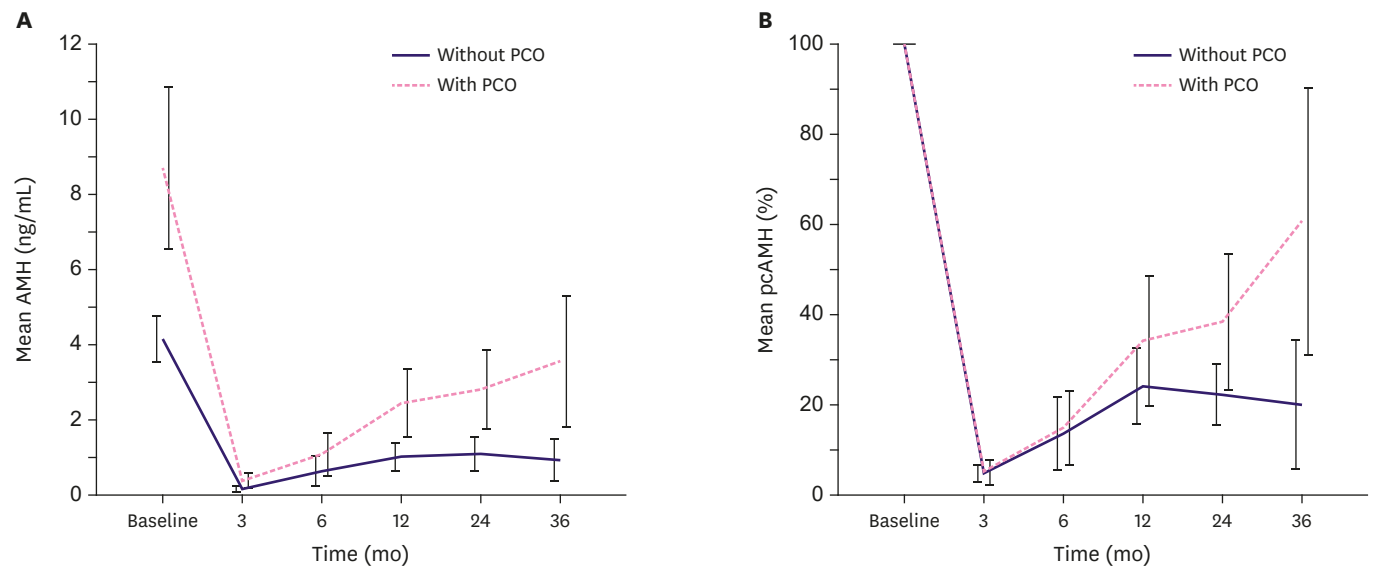 A
Mean AMH (ng/mL)
12
10
8
6
4
2
0
Without PCO
With PCO
Baseline 3 6 12 24 36
Time (mo)
B
Mean pcAMH (%)
100
80
60
40
20
0
Without PCO
With PCO
Baseline 3 6 12 24 36
Time (mo)